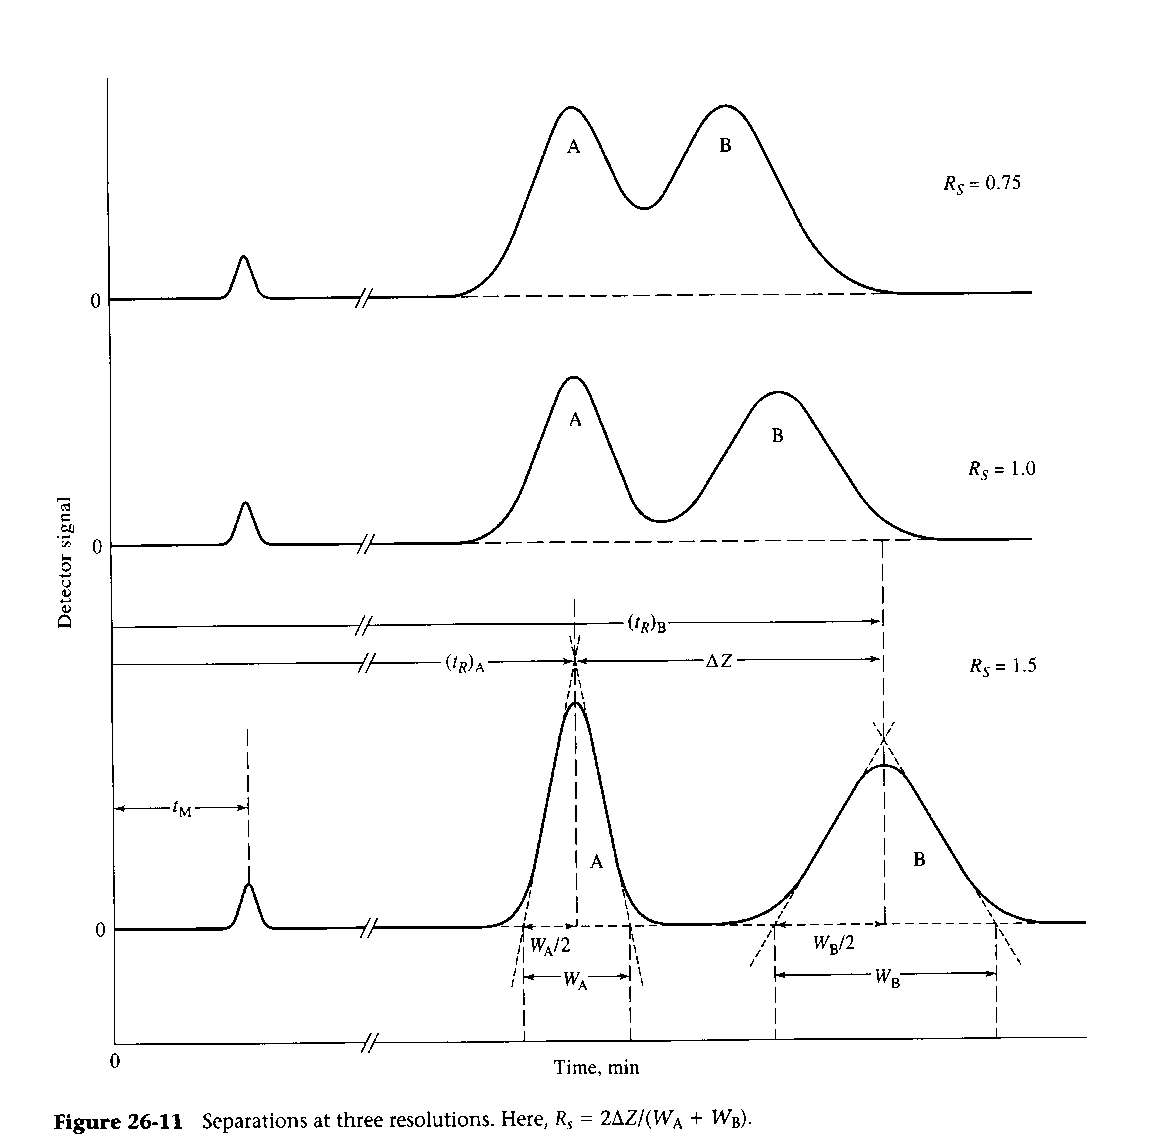 A
B
R_S = 0.75
0
A
B
R_S = 1.0
0
Detector signal
(t_R)_B
(t_R)_A
ΔZ
R_S = 1.5
t_M
A
B
0
W_A/2
W_B/2
W_A
W_B
0
Time, min
Figure 26-11 Separations at three resolutions. Here, R_s = 2ΔZ/(W_A + W_B).